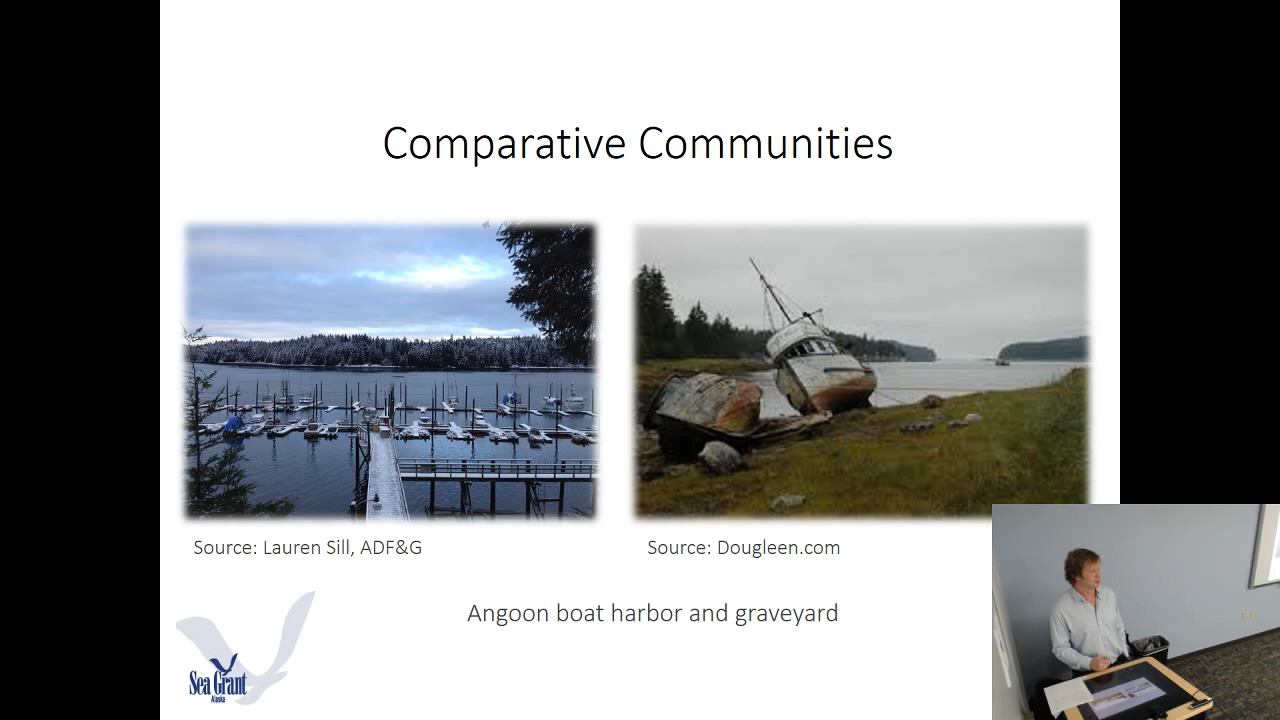 Comparative Communities
Source: Lauren Sill, ADF&G
Source: Dougleen.com
Angoon boat harbor and graveyard
Sea Grant
Alaska